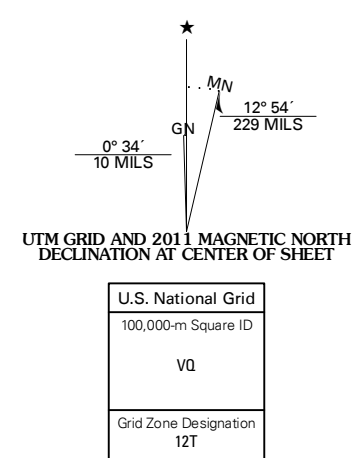 ★
MN
GN
12° 54´
229 MILS
0° 34´
10 MILS
UTM GRID AND 2011 MAGNETIC NORTH
DECLINATION AT CENTER OF SHEET
U.S. National Grid
100,000-m Square ID
VQ
Grid Zone Designation
12T